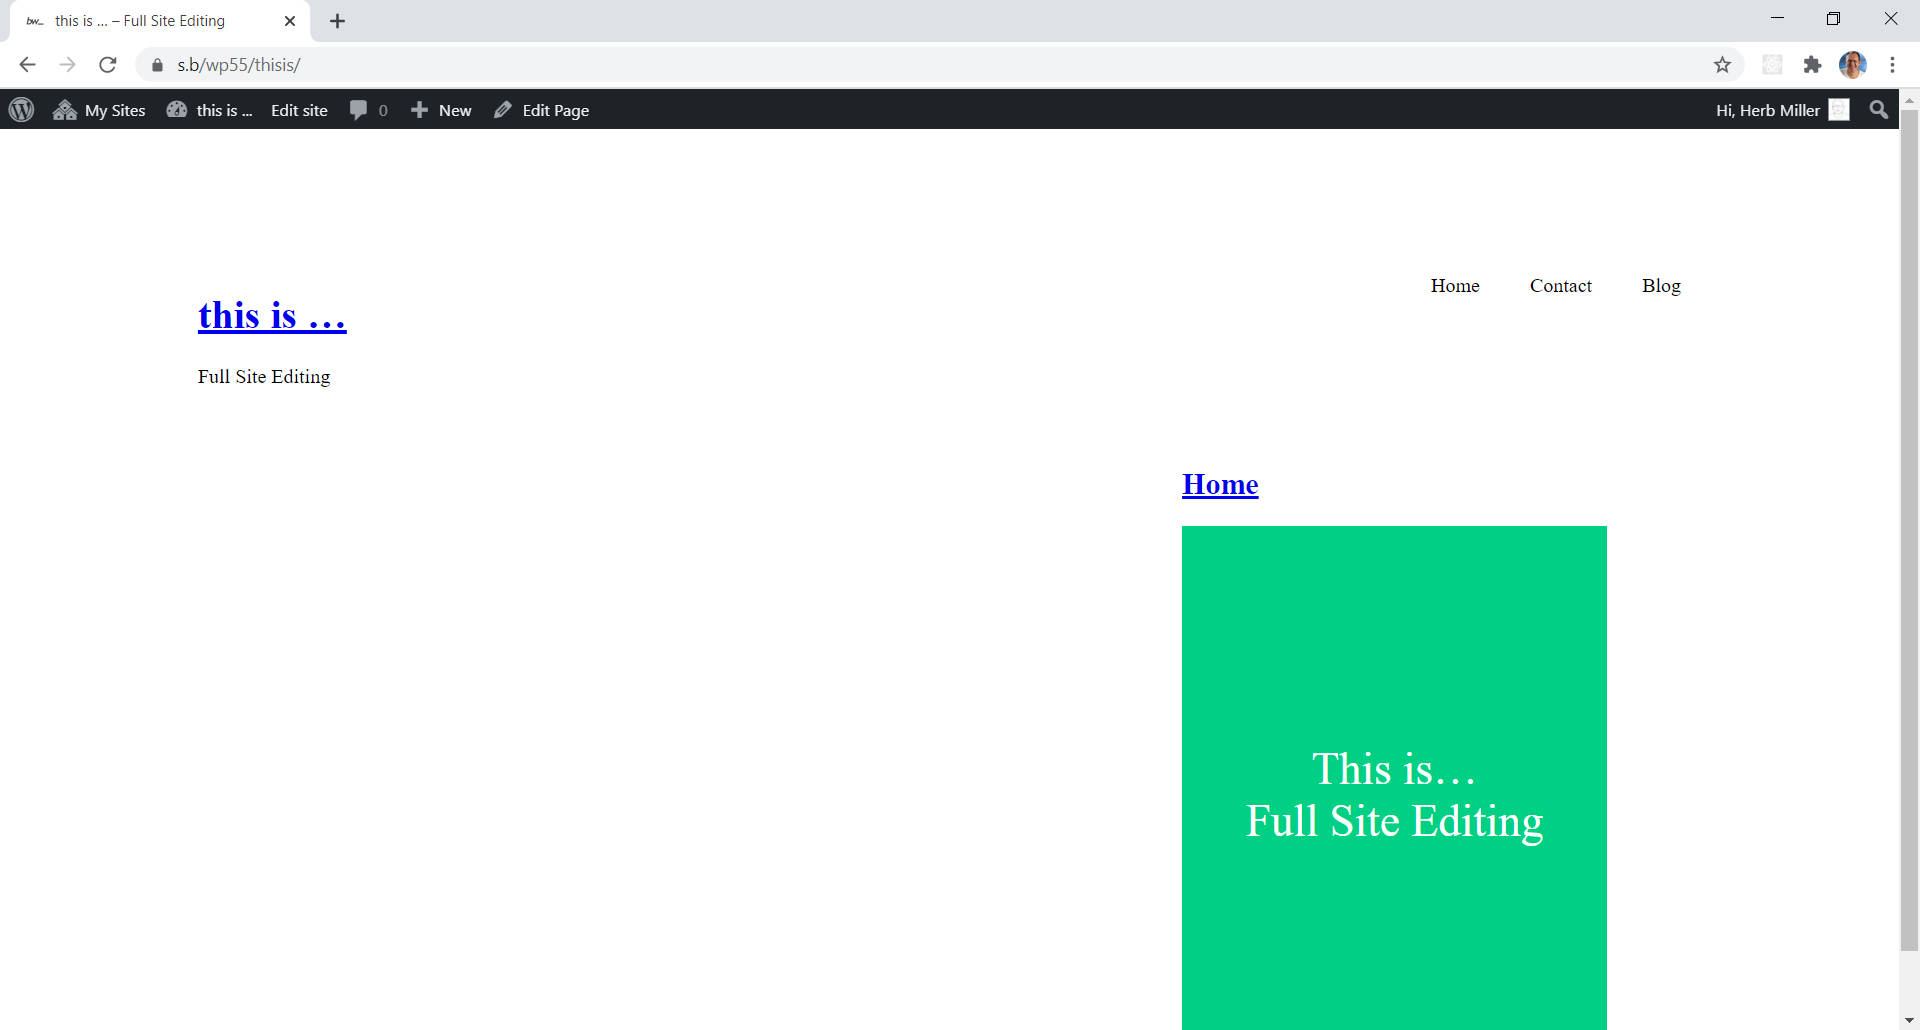 bw_ this is ... – Full Site Editing
s.b/wp55/thisis/
My Sites this is ... Edit site 0 New Edit Page Hi, Herb Miller
Home Contact Blog
this is …
Full Site Editing
Home
This is…
Full Site Editing